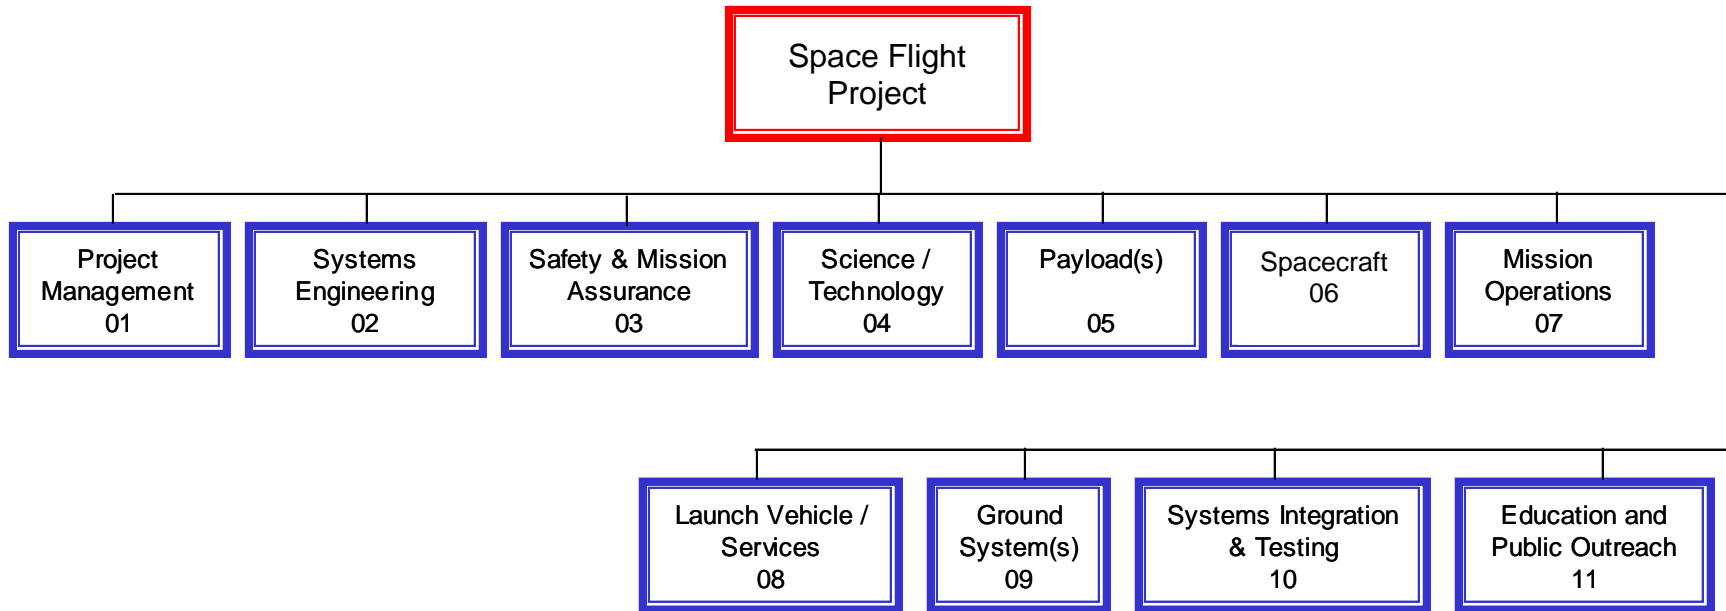 Space Flight
Project
Project
Management
01
Systems
Engineering
02
Safety & Mission
Assurance
03
Science /
Technology
04
Payload(s)
05
Spacecraft
06
Mission
Operations
07
Launch Vehicle /
Services
08
Ground
System(s)
09
Systems Integration
& Testing
10
Education and
Public Outreach
11